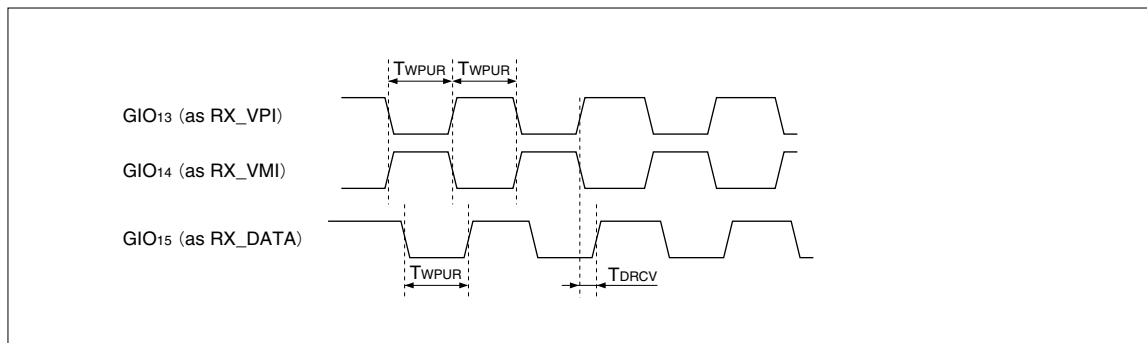 TWPUR TWPUR
GIO13 (as RX_VPI)
GIO14 (as RX_VMI)
GIO15 (as RX_DATA)
TWPUR
TDRCV